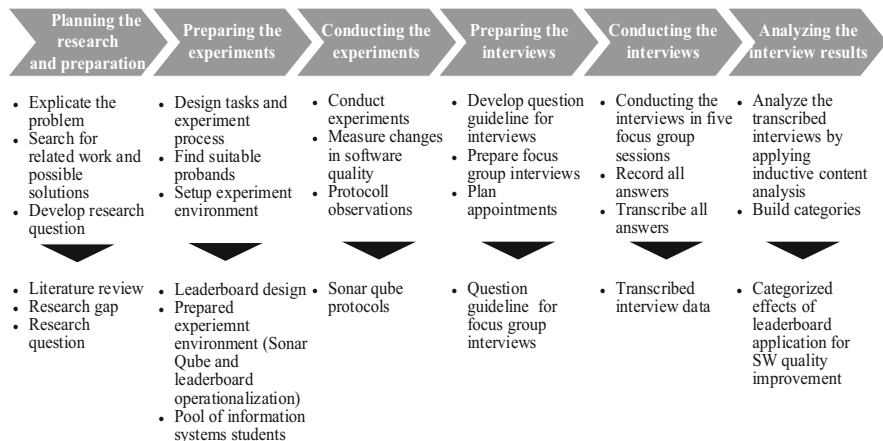 Planning the
research
and preparation
Preparing the
experiments
Conducting the
experiments
Preparing the
interviews
Conducting the
interviews
Analyzing the
interview results
• Explicate the
problem
• Search for
related work and
possible
solutions
• Develop research
question
• Design tasks and
experiment
process
• Find suitable
probands
• Setup experiment
environment
• Conduct
experiments
• Measure changes
in software
quality
• Protocoll
observations
• Develop question
guideline for
interviews
• Prepare focus
group interviews
• Plan
appointments
• Conducting the
interviews in five
focus group
sessions
• Record all
answers
• Transcribe all
answers
• Analyze the
transcribed
interviews by
applying
inductive content
analysis
• Build categories
• Literature review
• Research gap
• Research
question
• Leaderboard design
• Prepared
experiemnt
environment (Sonar
Qube and
leaderboard
operationalization)
• Pool of information
systems students
• Sonar qube
protocols
• Question
guideline for
focus group
interviews
• Transcribed
interview data
• Categorized
effects of
leaderboard
application for
SW quality
improvement